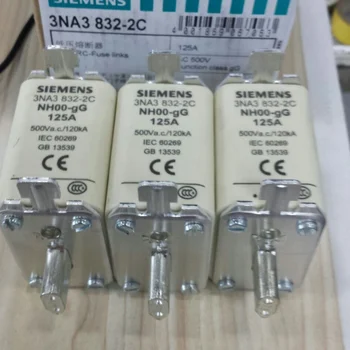 SIEMENS
3NA3 832-2C
125A
500V
SIEMENS
3NA3 832-2C
NH00-gG
125A
500Va.c/120kA
IEC 60269
GB 13539
CE
SIEMENS
3NA3 832-2C
NH00-gG
125A
500Va.c/120kA
IEC 60269
GB 13539
CE
SIEMENS
3NA3 832-2C
NH00-gG
125A
500Va.c/120kA
IEC 60269
GB 13539
CE